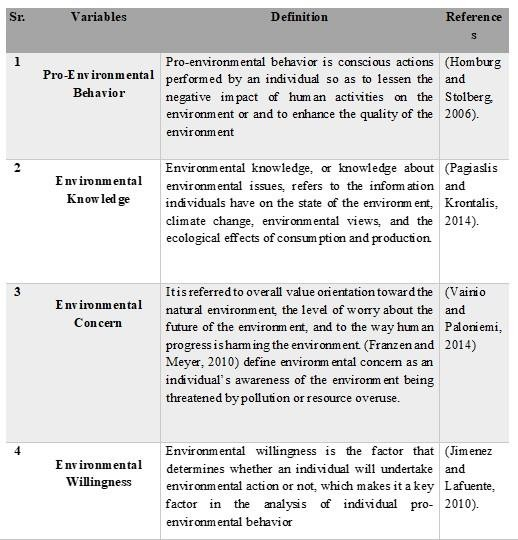 Sr. Variables Definition Reference
s
1 Pro-Environmental Behavior Pro-environmental behavior is conscious actions (Homburg
performed by an individual so as to lessen the and
negative impact of human activities on the Stolberg,
environment or and to enhance the quality of the 2006).
environment
2 Environmental Knowledge Environmental knowledge, or knowledge about (Pagiaslis
environmental issues, refers to the information and
individuals have on the state of the environment, Krontalis,
climate change, environmental views, and the 2014).
ecological effects of consumption and production.
3 Environmental Concern It is referred to overall value orientation toward the (Vainio
natural environment, the level of worry about the and
future of the environment, and to the way human Paloniemi,
progress is harming the environment. (Franzen and 2014)
Meyer, 2010) define environmental concern as an
individual's awareness of the environment being
threatened by pollution or resource overuse.
4 Environmental Willingness Environmental willingness is the factor that (Jimenez
determines whether an individual will undertake and
environmental action or not, which makes it a key Lafuente,
factor in the analysis of individual pro- 2010).
environmental behavior